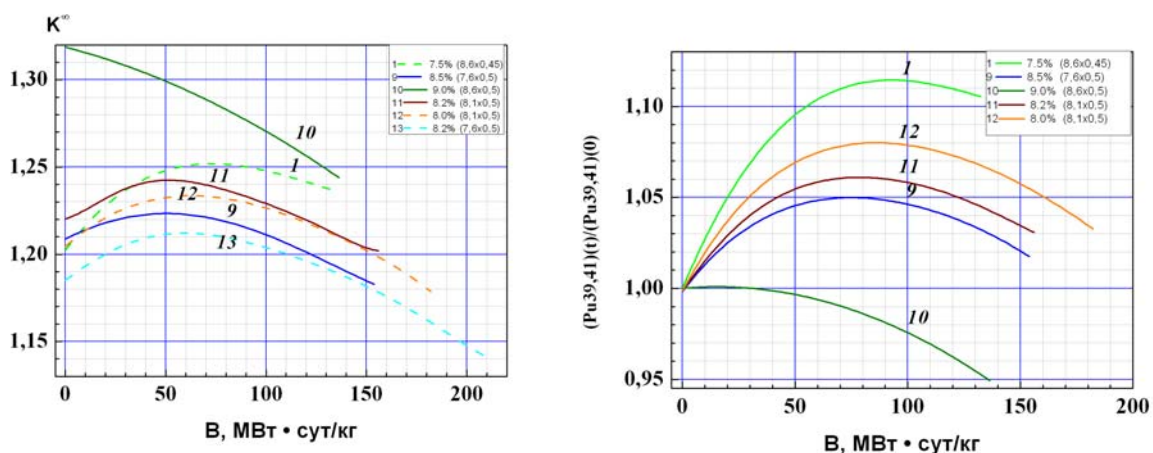 K∞
1,30
1,25
1,20
1,15
0
50
100
150
200
B, МВт • сут/кг
1 7.5% (8,6x0,45)
9 8.5% (7,6x0,5)
10 9.0% (8,6x0,5)
11 8.2% (8,1x0,5)
12 8.0% (8,1x0,5)
13 8.2% (7,6x0,5)
10
1
11
12
9
13
(Pu39,41)(t)/(Pu39,41)(0)
1,10
1,05
1,00
0,95
0
50
100
150
200
B, МВт • сут/кг
1 7.5% (8,6x0,45)
9 8.5% (7,6x0,5)
10 9.0% (8,6x0,5)
11 8.2% (8,1x0,5)
12 8.0% (8,1x0,5)
1
12
11
9
10